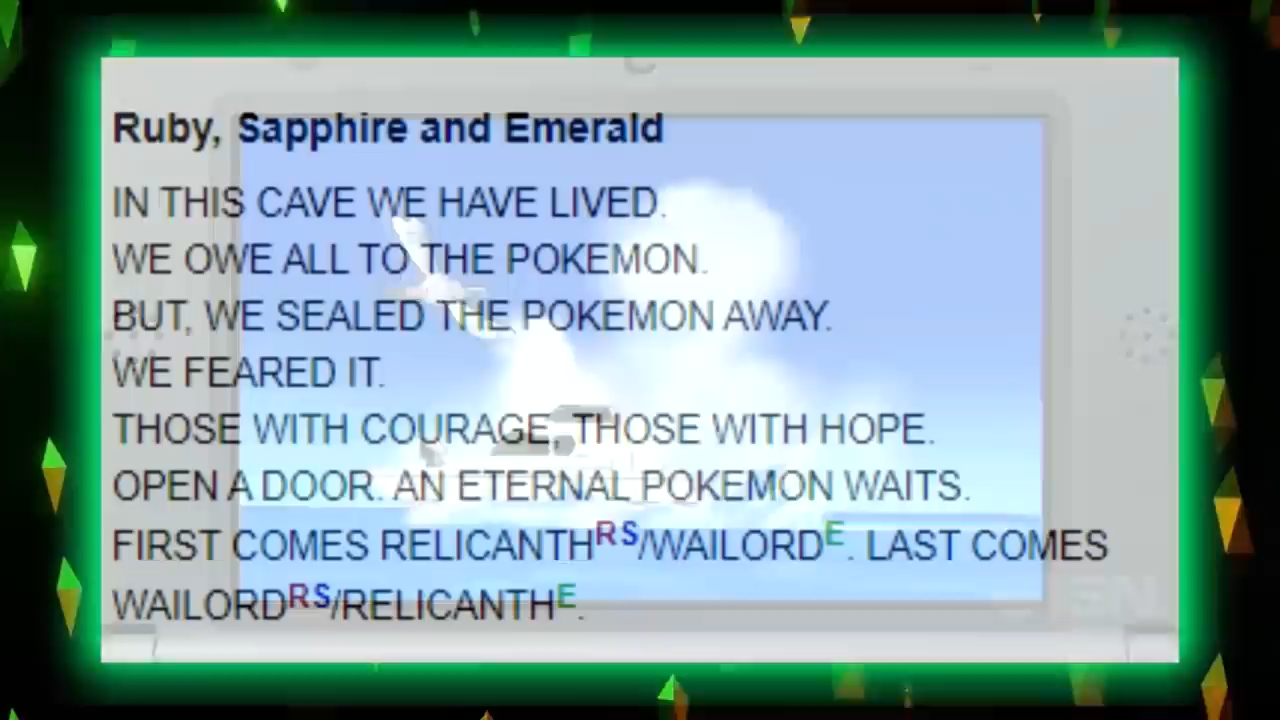 Ruby, Sapphire and Emerald
IN THIS CAVE WE HAVE LIVED.
WE OWE ALL TO THE POKEMON.
BUT, WE SEALED THE POKEMON AWAY.
WE FEARED IT.
THOSE WITH COURAGE, THOSE WITH HOPE.
OPEN A DOOR. AN ETERNAL POKEMON WAITS.
FIRST COMES RELICANTHRS/WAILORDE. LAST COMES
WAILORDRS/RELICANTHE.